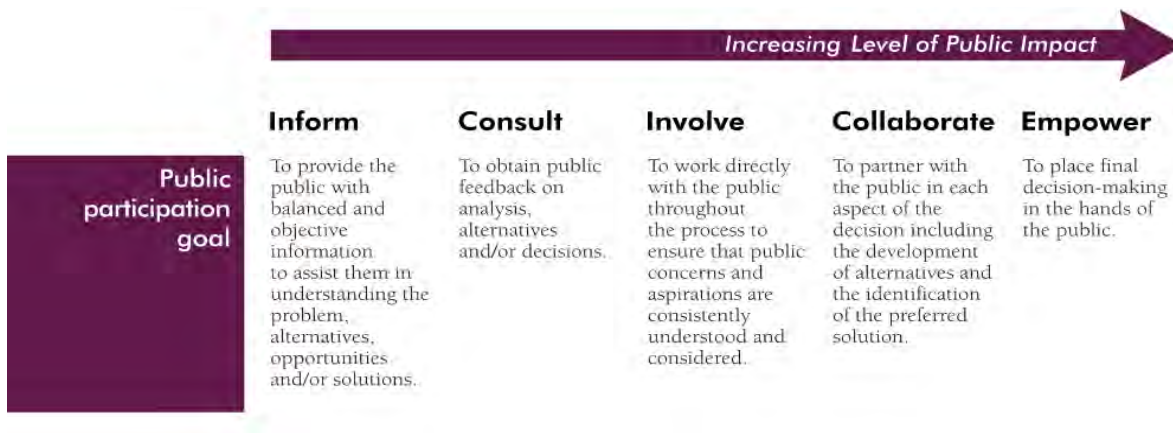 Increasing Level of Public Impact
Inform
Consult
Involve
Collaborate
Empower
Public
participation
goal
To provide the
public with
balanced and
objective
information
to assist them in
understanding the
problem,
alternatives,
opportunities
and/or solutions.
To obtain public
feedback on
analysis,
alternatives
and/or decisions.
To work directly
with the public
throughout
the process to
ensure that public
concerns and
aspirations are
consistently
understood and
considered.
To partner with
the public in each
aspect of the
decision including
the development
of alternatives and
the identification
of the preferred
solution.
To place final
decision-making
in the hands of
the public.